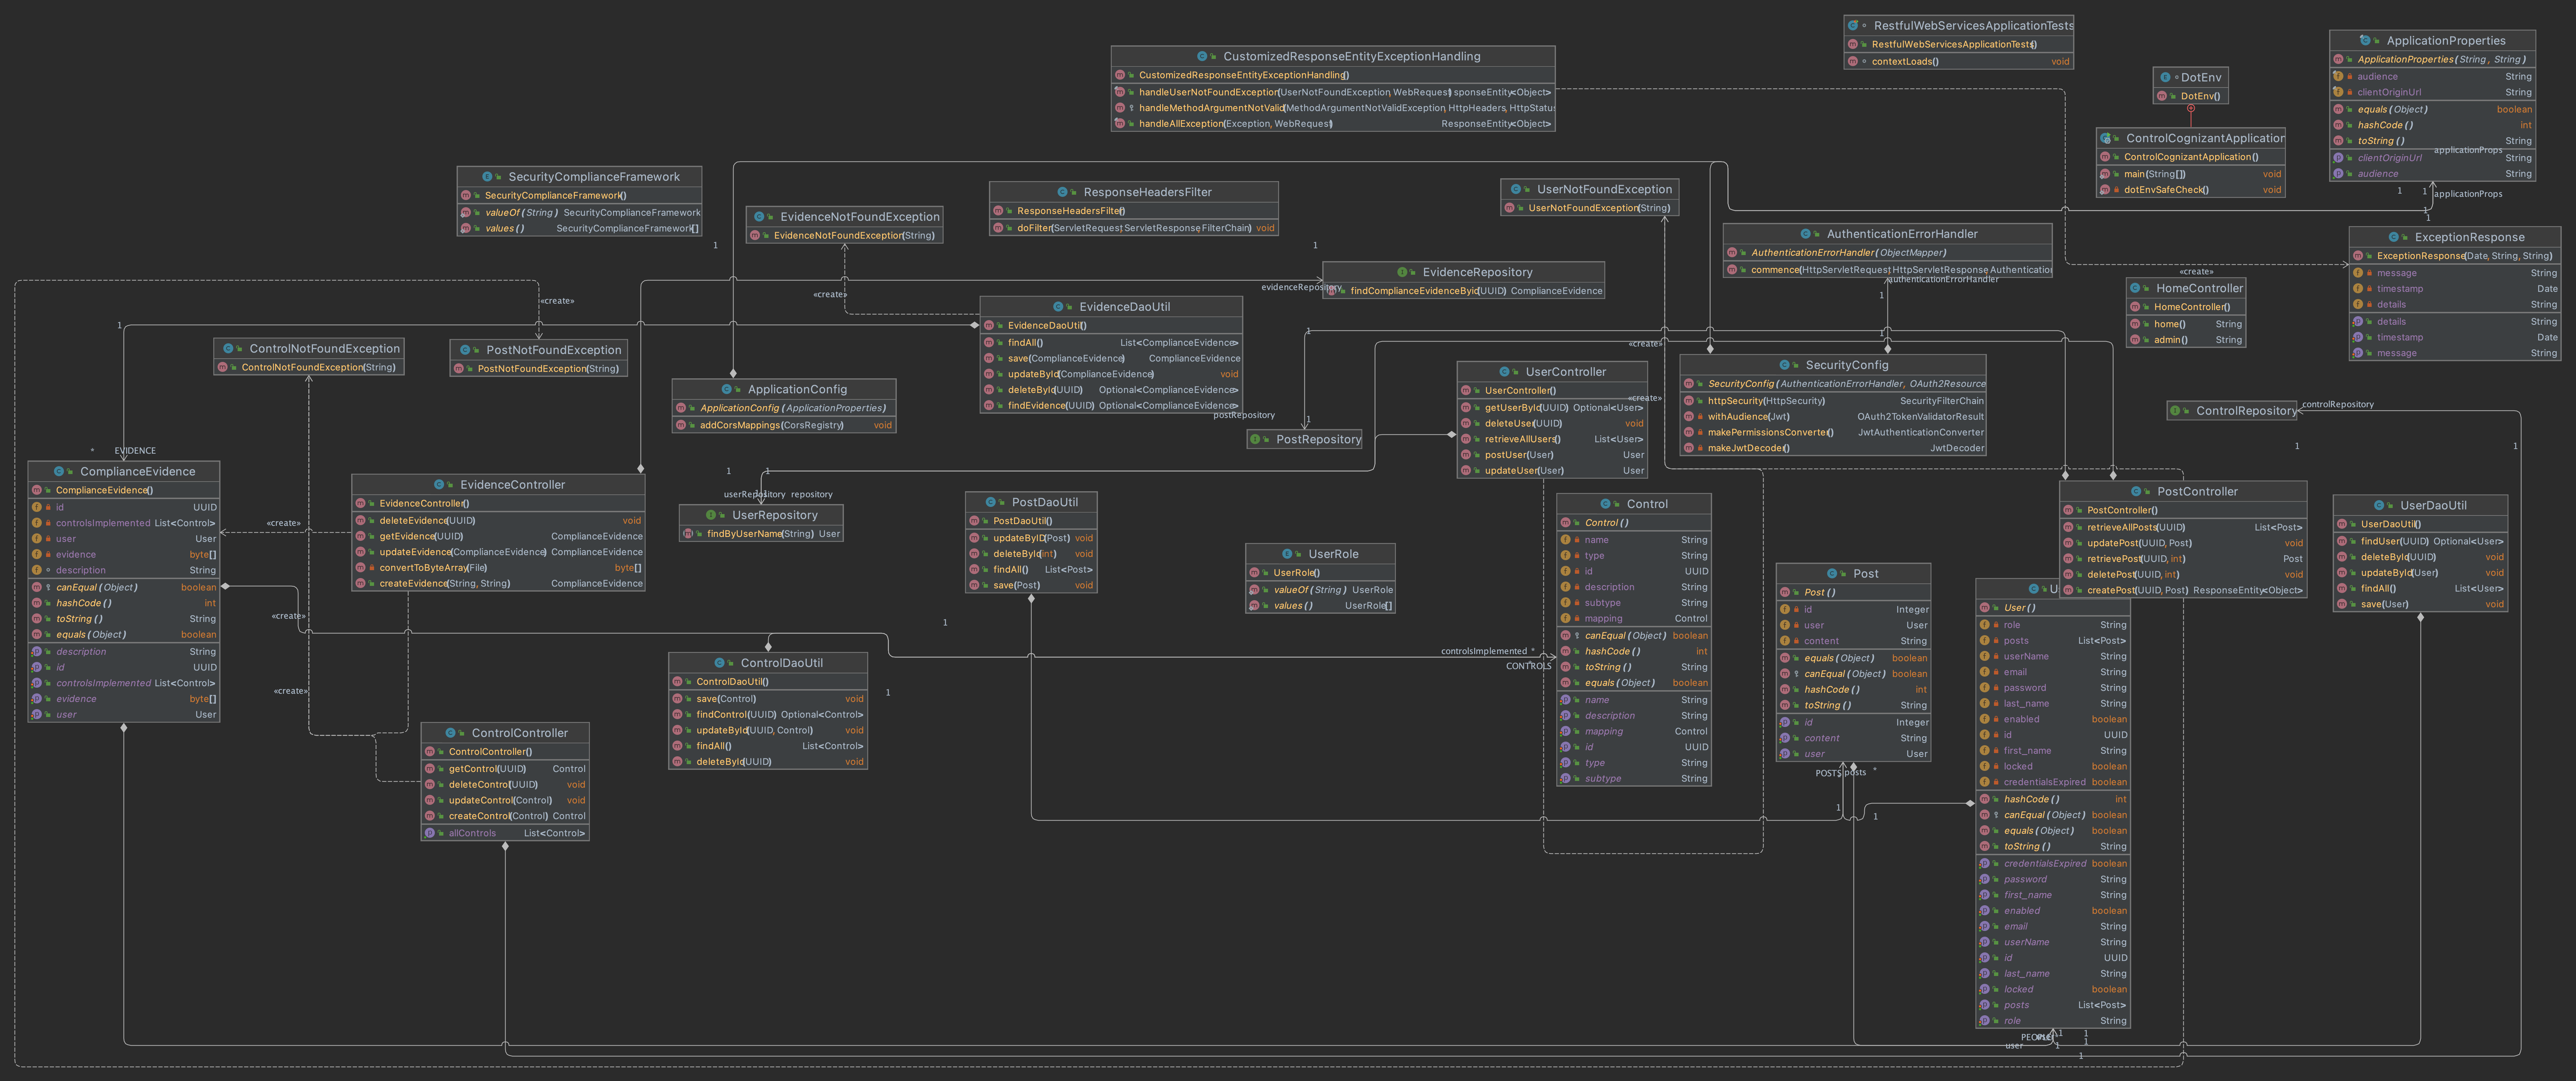 RestfulWebServicesApplicationTests
RestfulWebServicesApplicationTests()
contextLoads() void
CustomizedResponseEntityExceptionHandling
CustomizedResponseEntityExceptionHandling()
handleUserNotFoundException(UserNotFoundException, WebRequest) sponseEntity<Object>
handleMethodArgumentNotValid(MethodArgumentNotValidException, HttpHeaders, HttpStatus
handleAllException(Exception, WebRequest) ResponseEntity<Object>
ApplicationProperties
ApplicationProperties(String, String)
audience String
clientOriginUrl String
equals(Object) boolean
hashCode() int
toString() String
clientOriginUrl String
audience String
applicationProps
applicationProps
1
1
1
1
DotEnv
DotEnv()
ControlCognizantApplication
ControlCognizantApplication()
main(String[]) void
dotEnvSafeCheck() void
SecurityComplianceFramework
SecurityComplianceFramework()
valueOf(String) SecurityComplianceFramework
values() SecurityComplianceFramework[]
EvidenceNotFoundException
EvidenceNotFoundException(String)
ResponseHeadersFilter
ResponseHeadersFilter()
doFilter(ServletRequest, ServletResponse, FilterChain) void
UserNotFoundException
UserNotFoundException(String)
AuthenticationErrorHandler
AuthenticationErrorHandler(ObjectMapper)
commence(HttpServletRequest, HttpServletResponse, Authenticatio
authenticationErrorHandler
1
1
ExceptionResponse
ExceptionResponse(Date, String, String)
message String
timestamp Date
details String
details String
timestamp Date
message String
«create»
HomeController
HomeController()
home() String
admin() String
1
1
EvidenceRepository
findComplianceEvidenceByid(UUID) ComplianceEvidence
evidenceRepository
«create»
«create»
EvidenceDaoUtil
EvidenceDaoUtil()
findAll() List<ComplianceEvidence>
save(ComplianceEvidence) ComplianceEvidence
updateById(ComplianceEvidence) void
deleteById(UUID) Optional<ComplianceEvidence>
findEvidence(UUID) Optional<ComplianceEvidence>
1
ControlNotFoundException
ControlNotFoundException(String)
PostNotFoundException
PostNotFoundException(String)
ApplicationConfig
ApplicationConfig(ApplicationProperties)
addCorsMappings(CorsRegistry) void
postRepository
1
1
PostRepository
«create»
«create»
UserController
UserController()
getUserById(UUID) Optional<User>
deleteUser(UUID) void
retrieveAllUsers() List<User>
postUser(User) User
updateUser(User) User
SecurityConfig
SecurityConfig(AuthenticationErrorHandler, OAuth2Resource
httpSecurity(HttpSecurity) SecurityFilterChain
withAudience(Jwt) OAuth2TokenValidatorResult
makePermissionsConverter() JwtAuthenticationConverter
makeJwtDecoder() JwtDecoder
ControlRepository
controlRepository
1
1
* EVIDENCE
ComplianceEvidence
ComplianceEvidence()
id UUID
controlsImplemented List<Control>
user User
evidence byte[]
description String
canEqual(Object) boolean
hashCode() int
toString() String
equals(Object) boolean
description String
id UUID
controlsImplemented List<Control>
evidence byte[]
user User
EvidenceController
EvidenceController()
deleteEvidence(UUID) void
getEvidence(UUID) ComplianceEvidence
updateEvidence(ComplianceEvidence) ComplianceEvidence
convertToByteArray(File) byte[]
createEvidence(String, String) ComplianceEvidence
«create»
«create»
«create»
1
1
userRepository repository
UserRepository
findByUserName(String) User
PostDaoUtil
PostDaoUtil()
updateByID(Post) void
deleteById(int) void
findAll() List<Post>
save(Post) void
1
UserRole
UserRole()
valueOf(String) UserRole
values() UserRole[]
Control
Control()
name String
type String
id UUID
description String
subtype String
mapping Control
canEqual(Object) boolean
hashCode() int
toString() String
equals(Object) boolean
name String
description String
mapping Control
id UUID
type String
subtype String
controlsImplemented *
CONTROLS
Post
Post()
id Integer
user User
content String
equals(Object) boolean
canEqual(Object) boolean
hashCode() int
toString() String
id Integer
content String
user User
POSTS posts *
1
1
PostController
PostController()
retrieveAllPosts(UUID) List<Post>
updatePost(UUID, Post) void
retrievePost(UUID, int) Post
deletePost(UUID, int) void
createPost(UUID, Post) ResponseEntity<Object>
UserDaoUtil
UserDaoUtil()
findUser(UUID) Optional<User>
deleteById(UUID) void
updateById(User) void
findAll() List<User>
save(User) void
U
User()
role String
posts List<Post>
userName String
email String
password String
last_name String
enabled boolean
id UUID
first_name String
locked boolean
credentialsExpired boolean
hashCode() int
canEqual(Object) boolean
equals(Object) boolean
toString() String
credentialsExpired boolean
password String
first_name String
enabled boolean
email String
userName String
id UUID
last_name String
locked boolean
posts List<Post>
role String
ControlDaoUtil
ControlDaoUtil()
save(Control) void
findControl(UUID) Optional<Control>
updateById(UUID, Control) void
findAll() List<Control>
deleteById(UUID) void
1
ControlController
ControlController()
getControl(UUID) Control
deleteControl(UUID) void
updateControl(Control) void
createControl(Control) Control
allControls List<Control>
PEOPLE
user
1
1
1
1
1